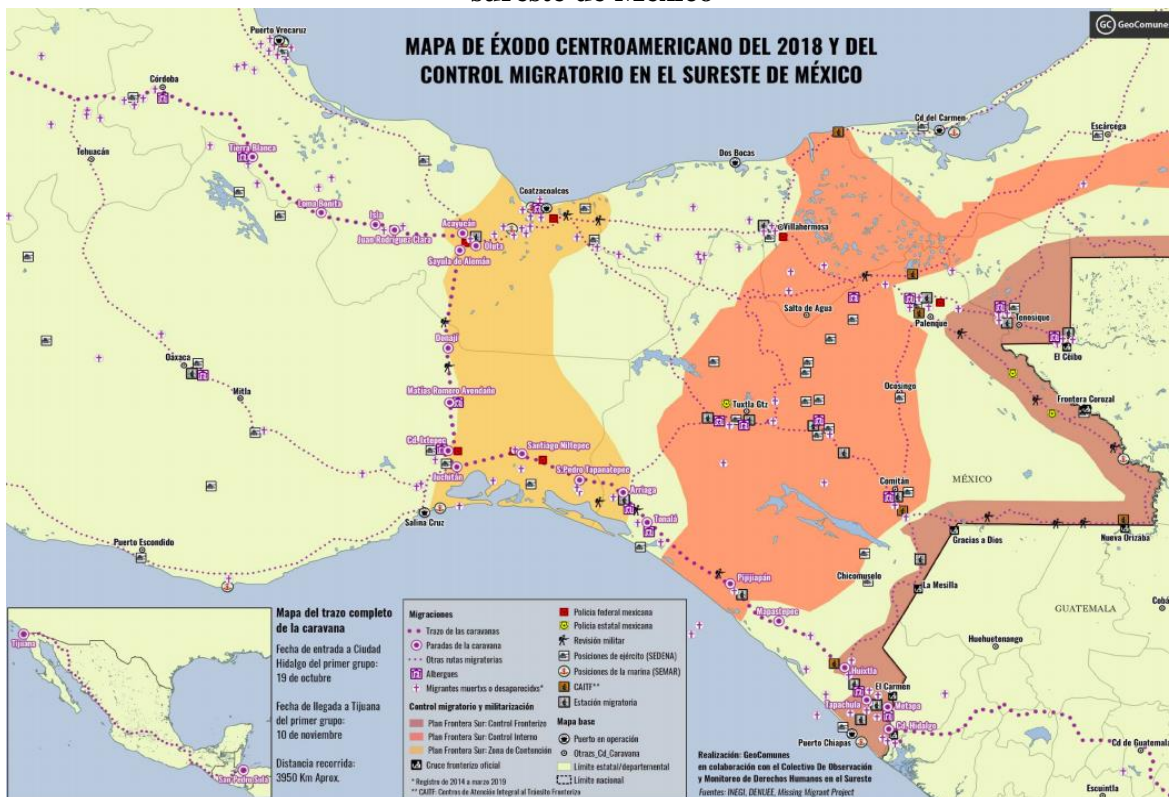 sureste de México
GC GeoComunes
MAPA DE ÉXODO CENTROAMERICANO DEL 2018 Y DEL
CONTROL MIGRATORIO EN EL SURESTE DE MÉXICO
Puerto Vrecaruz
Córdoba
Tehuacán
Tierra Blanca
Loma Bonita
Isla
Juan Rodríguez Clara
Acayucán
Oluta
Sayula de Alemán
Coatzacoalcos
Dos Bocas
Cd del Carmen
Escárcega
Villahermosa
Salto de Agua
Palenque
Tenosique
El Céibo
Donají
Matías Romero Avendaño
Oaxaca
Mitla
Tuxtla Gtz
Ocosingo
Frontera Corozal
Cd. Ixtepec
Juchitán
Santiago Niltepec
S.Pedro Tapanatepec
Arriaga
Tonalá
Salina Cruz
Puerto Escondido
Comitán
MÉXICO
Gracias a Dios
Nueva Orizába
Pijijiapán
Chicomuselo
La Mesilla
Mapastepec
GUATEMALA
Cobá
Huehuetenango
Huixtla
El Carmen
Tapachula
Metapa
Cd. Hidalgo
Puerto Chiapas
Cd de Guatemala
Escuintla
Tijuana
San Pedro Sula
Mapa del trazo completo
de la caravana
Fecha de entrada a Ciudad
Hidalgo del primer grupo:
19 de octubre
Fecha de llegada a Tijuana
del primer grupo:
10 de noviembre
Distancia recorrida:
3950 Km Aprox.
Migraciones
Trazo de las caravanas
Paradas de la caravana
Otras rutas migratorias
Albergues
Migrantes muertxs o desaparecidxs*
Control migratorio y militarización
Plan Frontera Sur: Control Fronterizo
Plan Frontera Sur: Control Interno
Plan Frontera Sur: Zona de Contención
Cruce fronterizo oficial
* Registro de 2014 a marzo 2019
** CAITF: Centros de Atención Integral al Tránsito Fronterizo
Policia federal mexicana
Policia estatal mexicana
Revisión militar
Posiciones de ejército (SEDENA)
Posiciones de la marina (SEMAR)
CAITF**
Estación migratoria
Mapa base
Puerto en operación
Otras_Cd_Caravana
Límite estatal/departemental
Límite nacional
Realización: GeoComunes
en colaboración con el Colectivo De Observación
y Monitoreo de Derechos Humanos en el Sureste
Fuentes: INEGI, DENUEE, Missing Migrant Project